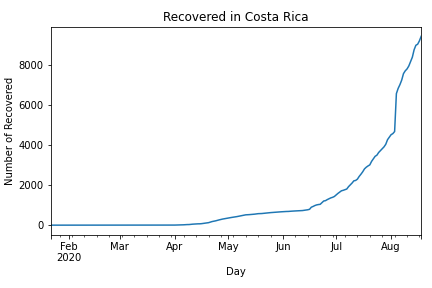 Recovered in Costa Rica
Number of Recovered
8000
6000
4000
2000
0
Feb Mar Apr May Jun Jul Aug
2020
Day